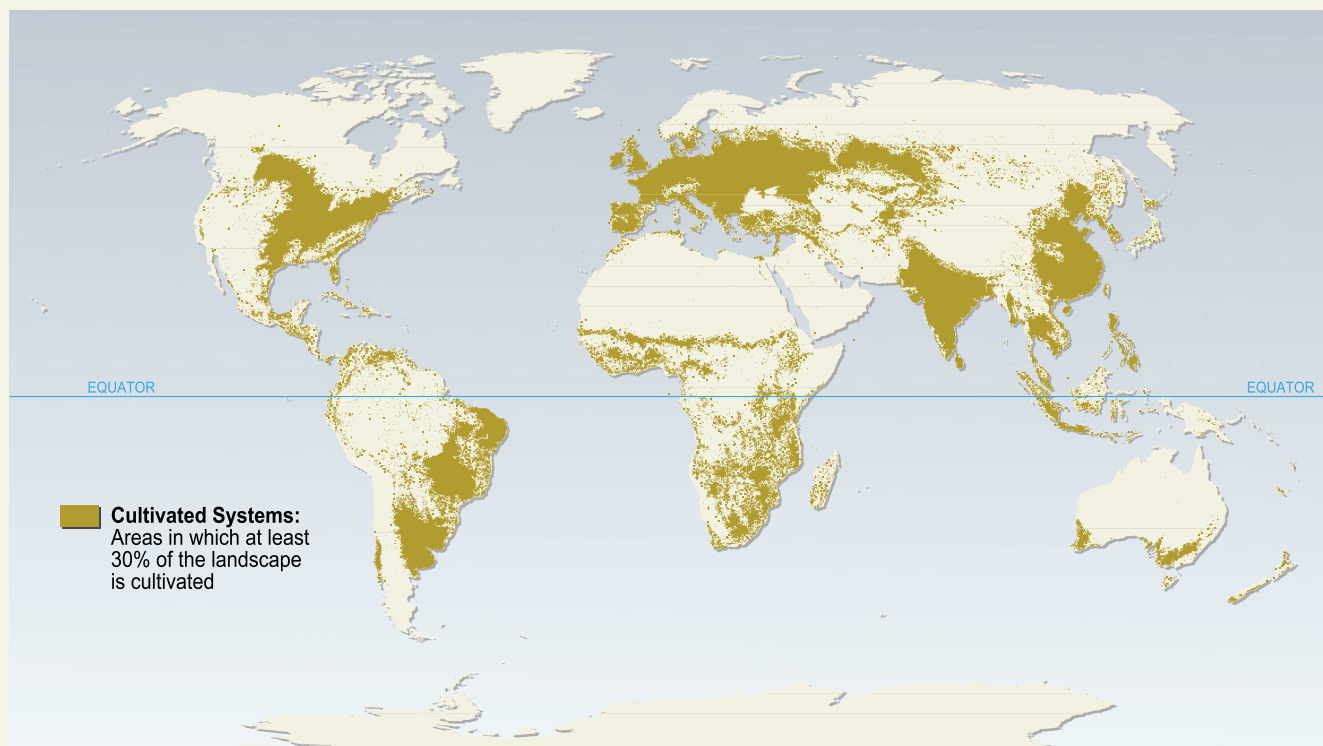 EQUATOR
EQUATOR
Cultivated Systems:
Areas in which at least
30% of the landscape
is cultivated